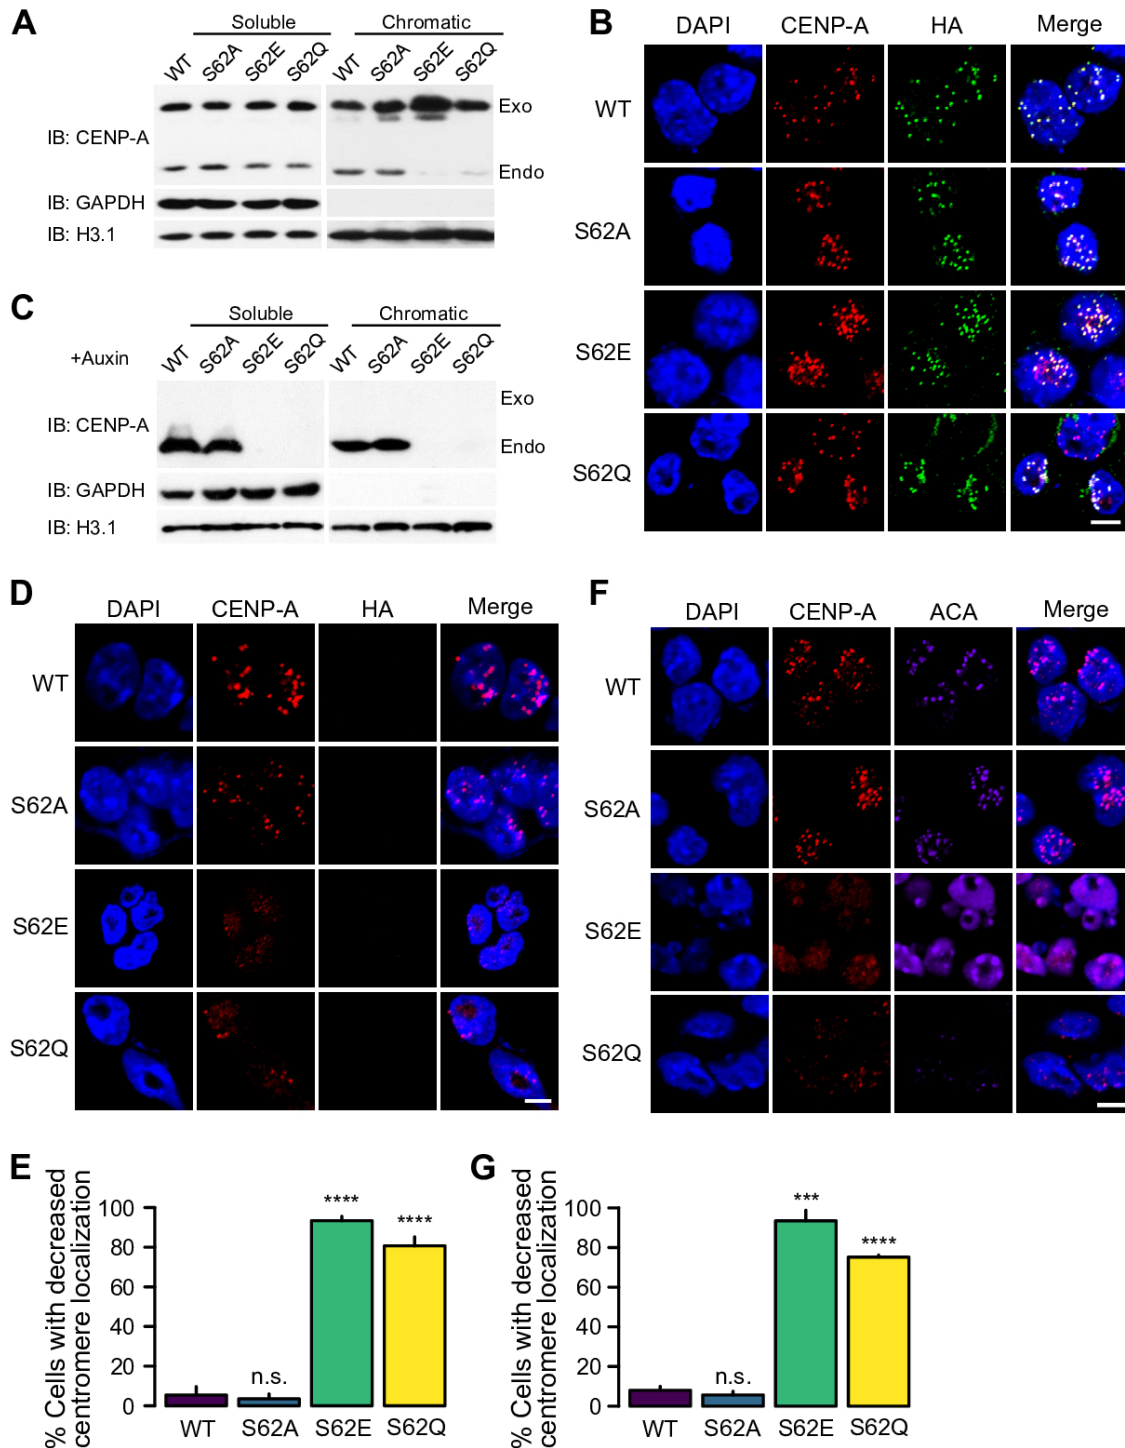 A
Soluble
Chromatic
WT
S62A
S62E
S62Q
WT
S62A
S62E
S62Q
IB: CENP-A
Exo
Endo
IB: GAPDH
IB: H3.1
B
DAPI
CENP-A
HA
Merge
WT
S62A
S62E
S62Q
C
Soluble
Chromatic
+Auxin
WT
S62A
S62E
S62Q
WT
S62A
S62E
S62Q
IB: CENP-A
Exo
Endo
IB: GAPDH
IB: H3.1
D
DAPI
CENP-A
HA
Merge
WT
S62A
S62E
S62Q
F
DAPI
CENP-A
ACA
Merge
WT
S62A
S62E
S62Q
E
% Cells with decreased
centromere localization
100
80
60
40
20
0
n.s.
****
****
WT
S62A
S62E
S62Q
G
% Cells with decreased
centromere localization
100
80
60
40
20
0
n.s.
***
****
WT
S62A
S62E
S62Q